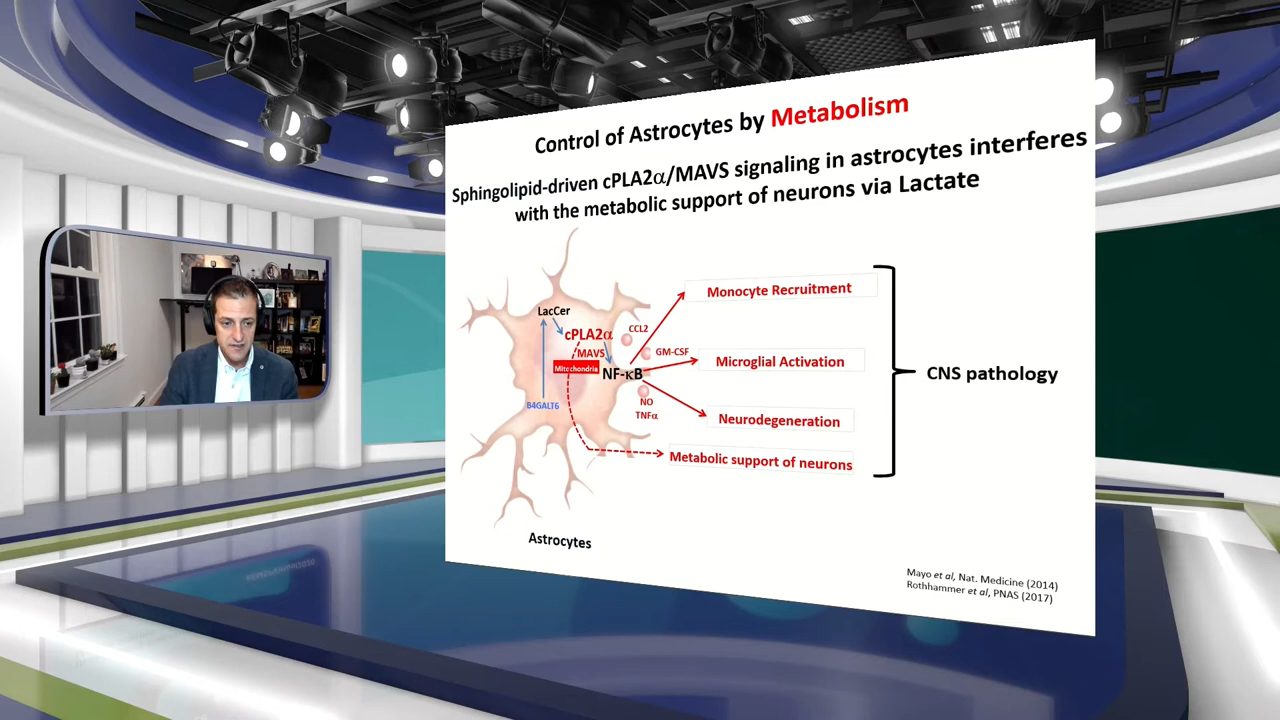 Control of Astrocytes by Metabolism
Sphingolipid-driven cPLA2α/MAVS signaling in astrocytes interferes
with the metabolic support of neurons via Lactate
LacCer
cPLA2α
MAVS
Mitochondria
NF-κB
B4GALT6
CCL2
GM-CSF
NO
TNFα
Monocyte Recruitment
Microglial Activation
Neurodegeneration
Metabolic support of neurons
CNS pathology
Astrocytes
Mayo et al, Nat. Medicine (2014)
Rothhammer et al, PNAS (2017)